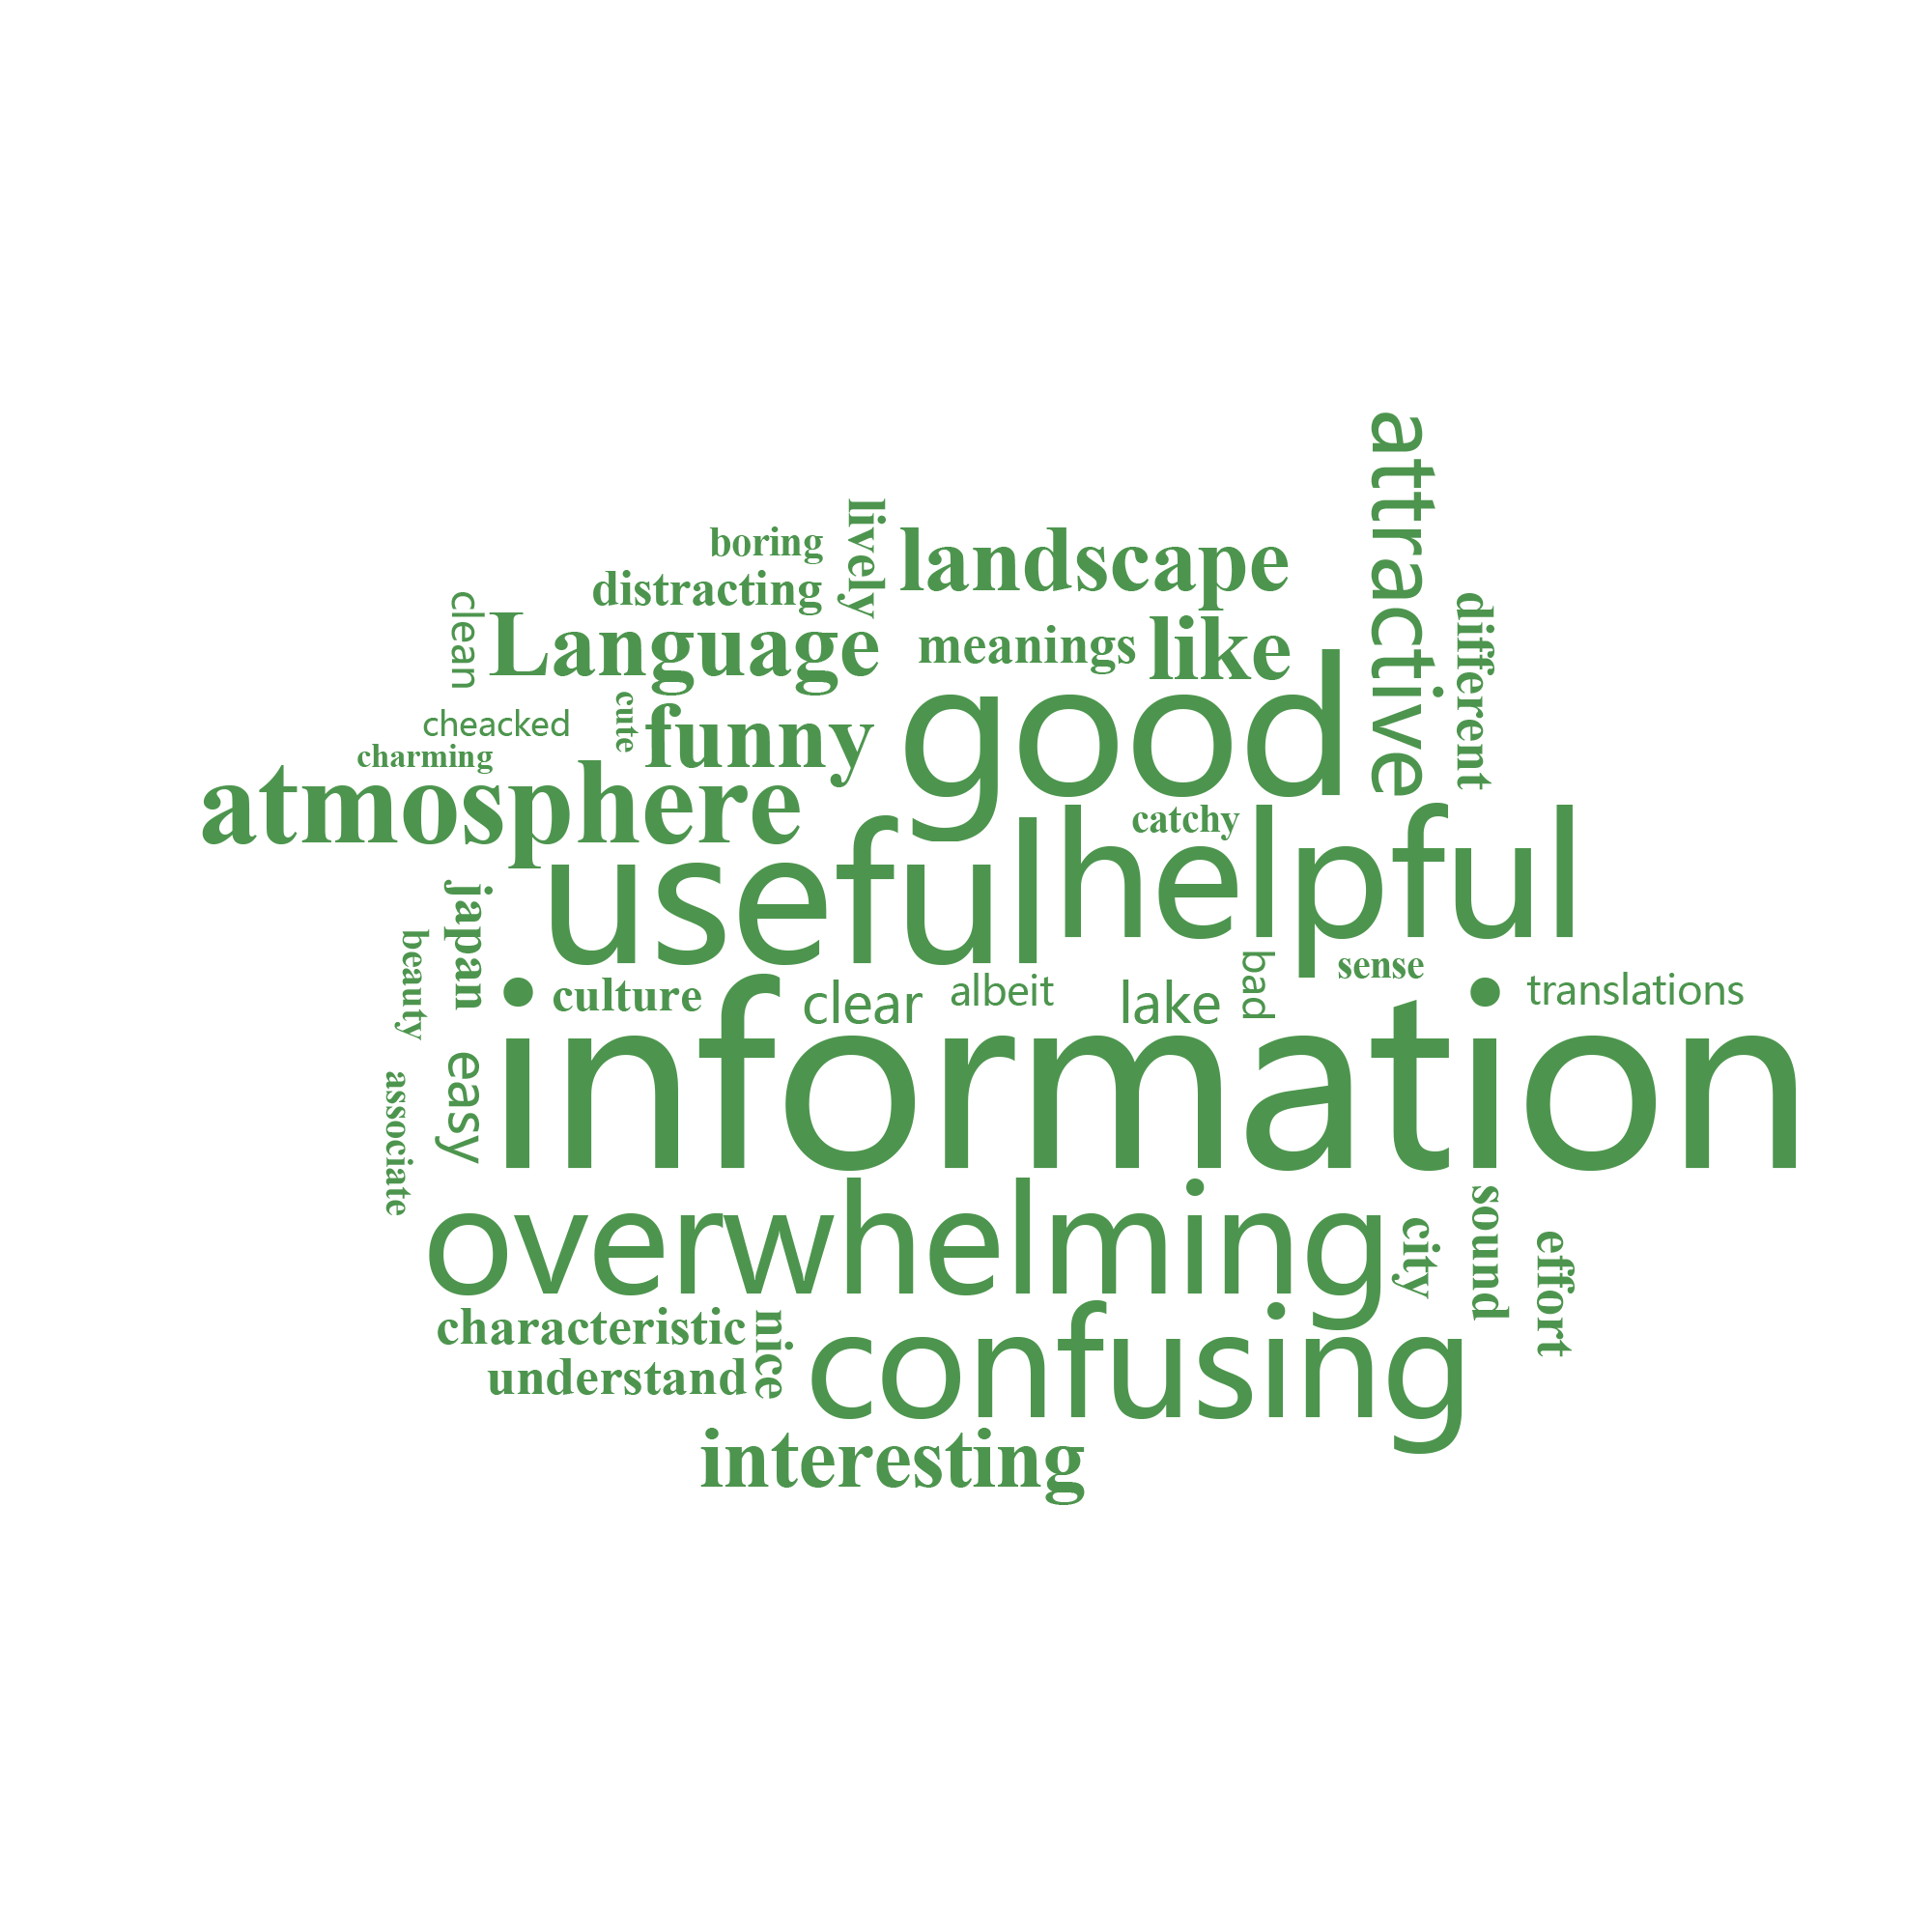 attractive
lively
boring
landscape
distracting
clean
different
Language
meanings
like
good
cute
funny
cheacked
charming
atmosphere
catchy
useful
helpful
japan
beauty
bad
sense
culture
clear
albeit
lake
translations
information
easy
associate
overwhelming
city
sound
effort
characteristic
nice
understand
confusing
interesting